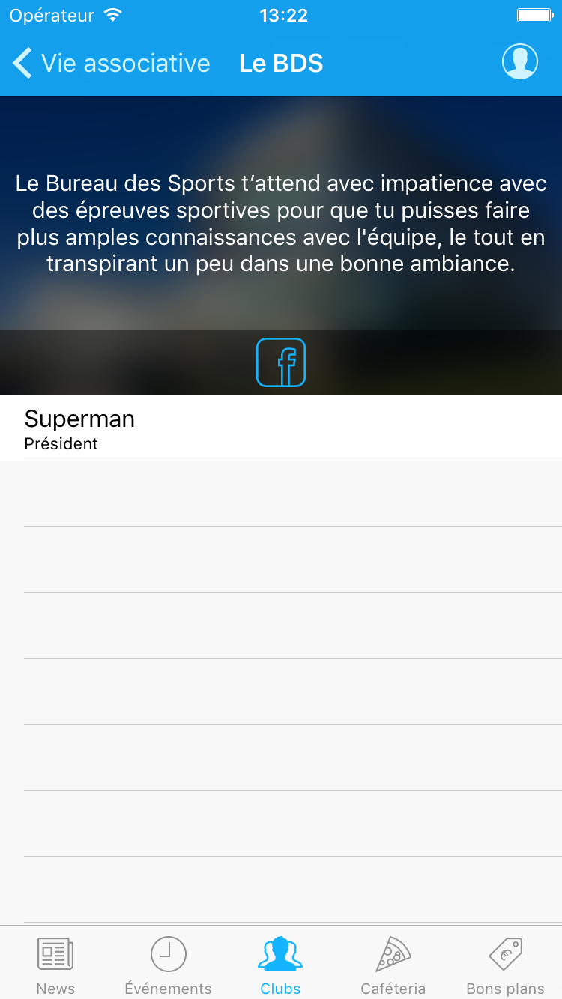 Opérateur 13:22
Vie associative Le BDS
Le Bureau des Sports t’attend avec impatience avec
des épreuves sportives pour que tu puisses faire
plus amples connaissances avec l'équipe, le tout en
transpirant un peu dans une bonne ambiance.
Superman
Président
News Événements Clubs Caféteria Bons plans